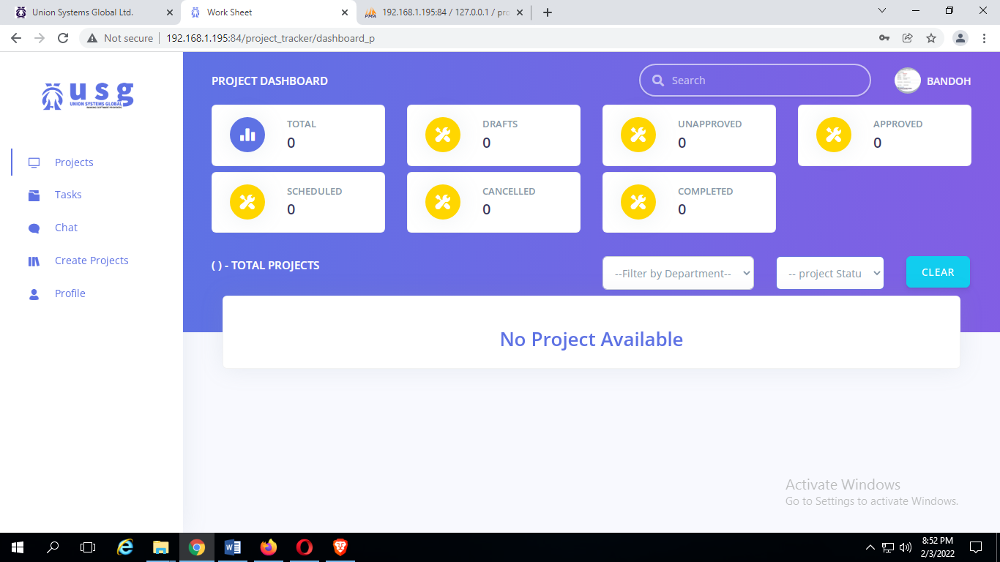 Union Systems Global Ltd.
Work Sheet
192.168.1.195:84 / 127.0.0.1 / pro
Not secure
192.168.1.195:84/project_tracker/dashboard_p
usg
UNION SYSTEMS GLOBAL
PROJECT DASHBOARD
Search
BANDOH
TOTAL
0
DRAFTS
0
UNAPPROVED
0
APPROVED
0
SCHEDULED
0
CANCELLED
0
COMPLETED
0
Projects
Tasks
Chat
Create Projects
Profile
( ) - TOTAL PROJECTS
--Filter by Department--
-- project Statu
CLEAR
No Project Available
Activate Windows
Go to Settings to activate Windows.
8:52 PM
2/3/2022